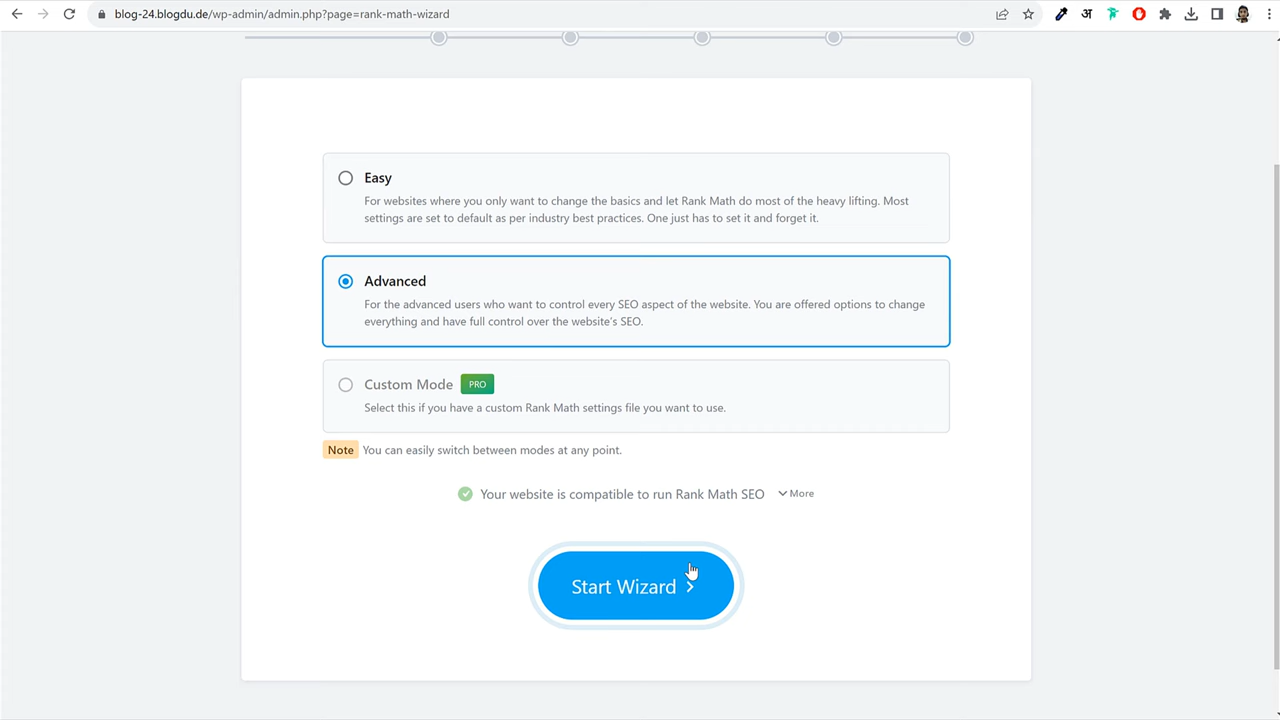 blog-24.blogdu.de/wp-admin/admin.php?page=rank-math-wizard
अ
Easy
For websites where you only want to change the basics and let Rank Math do most of the heavy lifting. Most
settings are set to default as per industry best practices. One just has to set it and forget it.
Advanced
For the advanced users who want to control every SEO aspect of the website. You are offered options to change
everything and have full control over the website's SEO.
Custom Mode PRO
Select this if you have a custom Rank Math settings file you want to use.
Note You can easily switch between modes at any point.
Your website is compatible to run Rank Math SEO More
Start Wizard